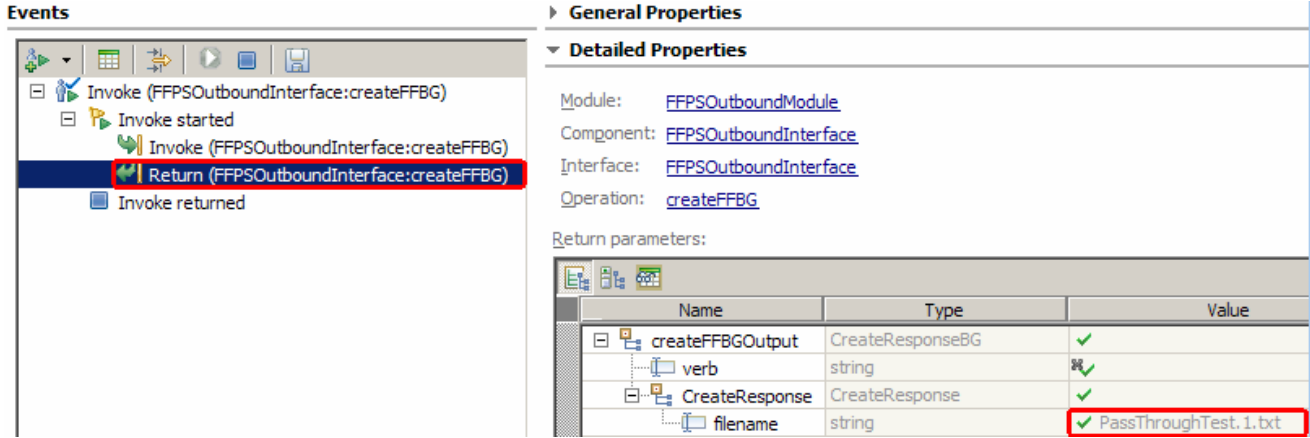 Events
Invoke (FFPSOutboundInterface:createFFBG)
Invoke started
Invoke (FFPSOutboundInterface:createFFBG)
Return (FFPSOutboundInterface:createFFBG)
Invoke returned
General Properties
Detailed Properties
Module: FFPSOutboundModule
Component: FFPSOutboundInterface
Interface: FFPSOutboundInterface
Operation: createFFBG
Return parameters:
Name Type Value
createFFBGOutput CreateResponseBG
verb string
CreateResponse CreateResponse
filename string PassThroughTest.1.txt